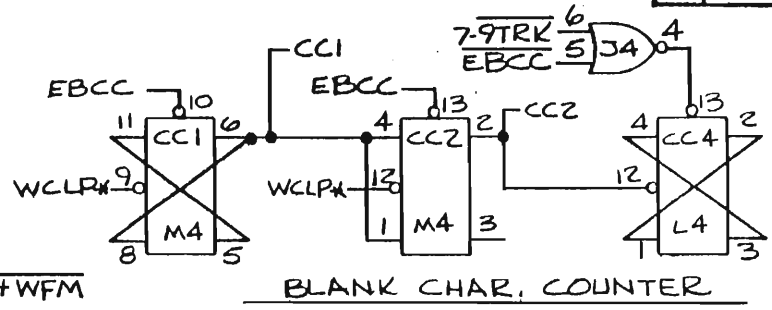 7-9TRK 6 4
EBCC 5 J4
CC1
EBCC 10
EBCC 13
CC2
13
11 CC1 6
4 CC2 2
4 CC4 2
WCLP* 9
WCLP* 12
12
M4
1 M4 3
L4
8 5
1 3
+WFM
BLANK CHAR. COUNTER